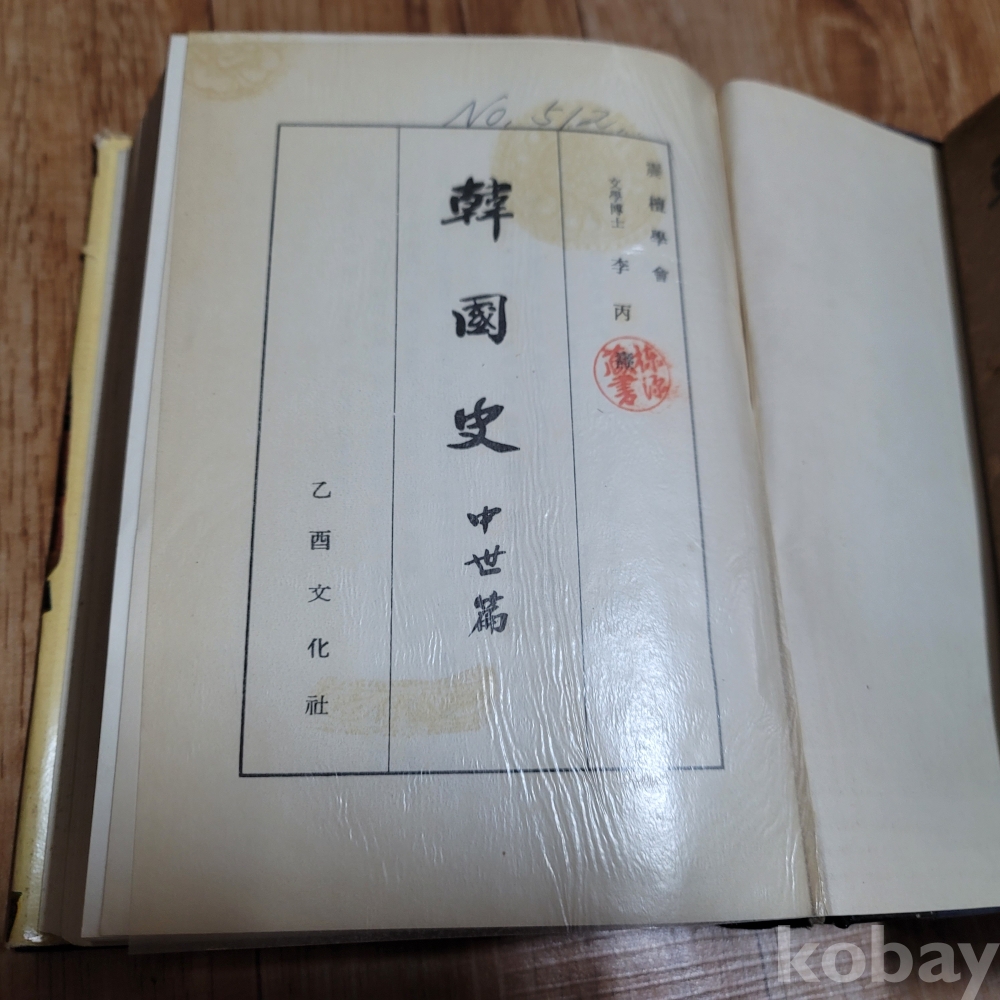 No. 512
震檀學會
文學博士 李丙
韓國史 中世篇
乙酉文化社
kobay